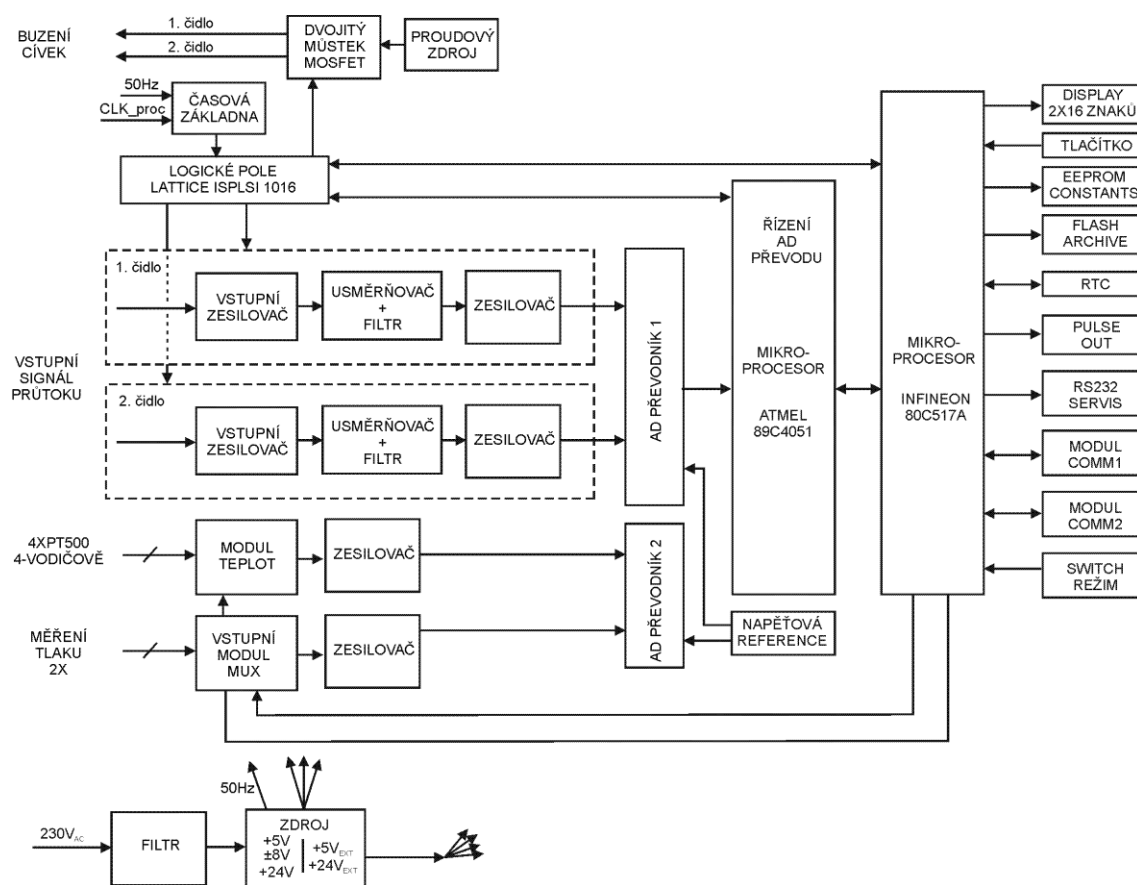 BUZENÍ
CÍVEK
1. čidlo
2. čidlo
DVOJITÝ
MŮSTEK
MOSFET
PROUDOVÝ
ZDROJ
50Hz
CLK_proc
ČASOVÁ
ZÁKLADNA
LOGICKÉ POLE
LATTICE ISPLSI 1016
VSTUPNÍ
SIGNÁL
PRŮTOKU
1. čidlo
VSTUPNÍ
ZESILOVAČ
USMĚRŇOVAČ
+
FILTR
ZESILOVAČ
2. čidlo
VSTUPNÍ
ZESILOVAČ
USMĚRŇOVAČ
+
FILTR
ZESILOVAČ
AD PŘEVODNÍK 1
ŘÍZENÍ
AD
PŘEVODU
MIKRO-
PROCESOR
ATMEL
89C4051
MIKRO-
PROCESOR
INFINEON
80C517A
DISPLAY
2X16 ZNAKŮ
TLAČÍTKO
EEPROM
CONSTANTS
FLASH
ARCHIVE
RTC
PULSE
OUT
RS232
SERVIS
MODUL
COMM1
MODUL
COMM2
SWITCH
REŽIM
4XPT500
4-VODIČOVĚ
MODUL
TEPLOT
ZESILOVAČ
AD PŘEVODNÍK 2
NAPĚŤOVÁ
REFERENCE
MĚŘENÍ
TLAKU
2X
VSTUPNÍ
MODUL
MUX
ZESILOVAČ
50Hz
230VAC
FILTR
ZDROJ
+5V
±8V
+24V
+5VEXT
+24VEXT